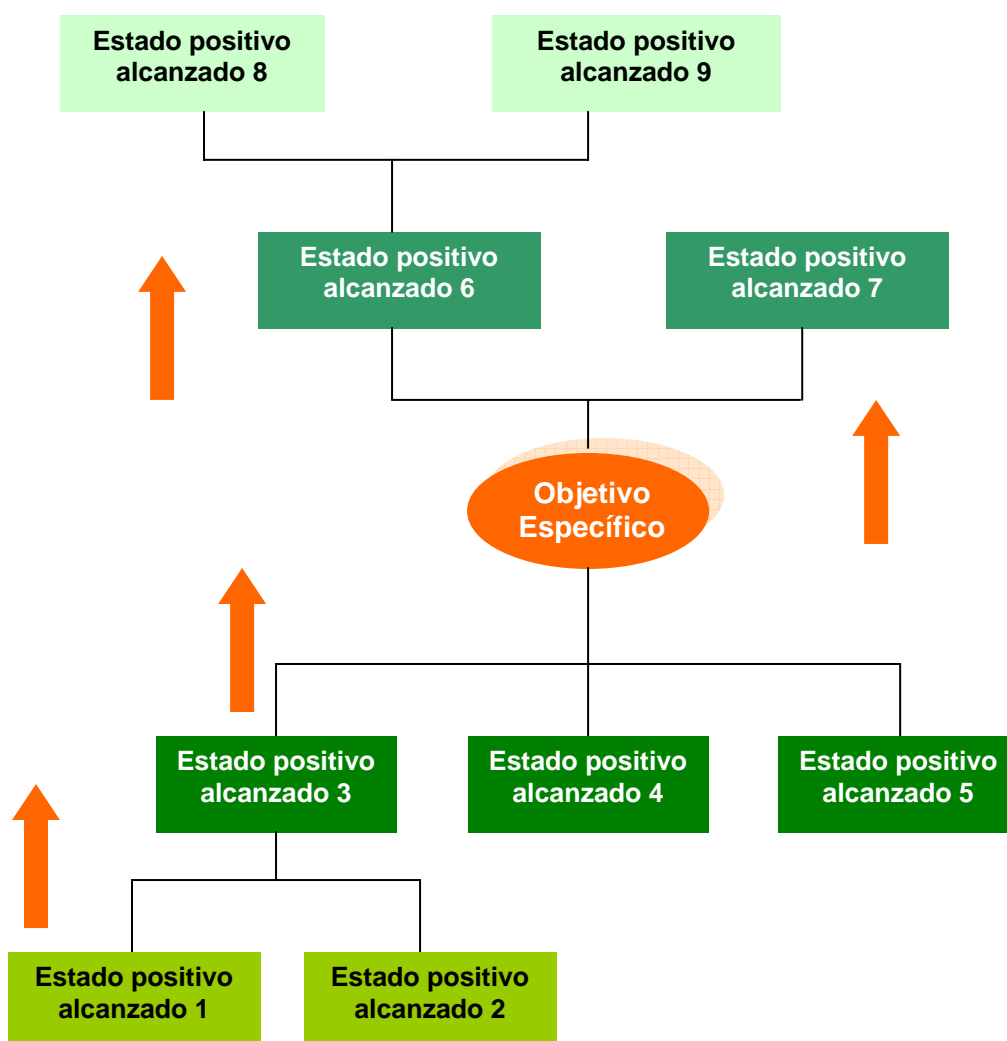 Estado positivo
alcanzado 8
Estado positivo
alcanzado 9
Estado positivo
alcanzado 6
Estado positivo
alcanzado 7
Objetivo
Específico
Estado positivo
alcanzado 3
Estado positivo
alcanzado 4
Estado positivo
alcanzado 5
Estado positivo
alcanzado 1
Estado positivo
alcanzado 2